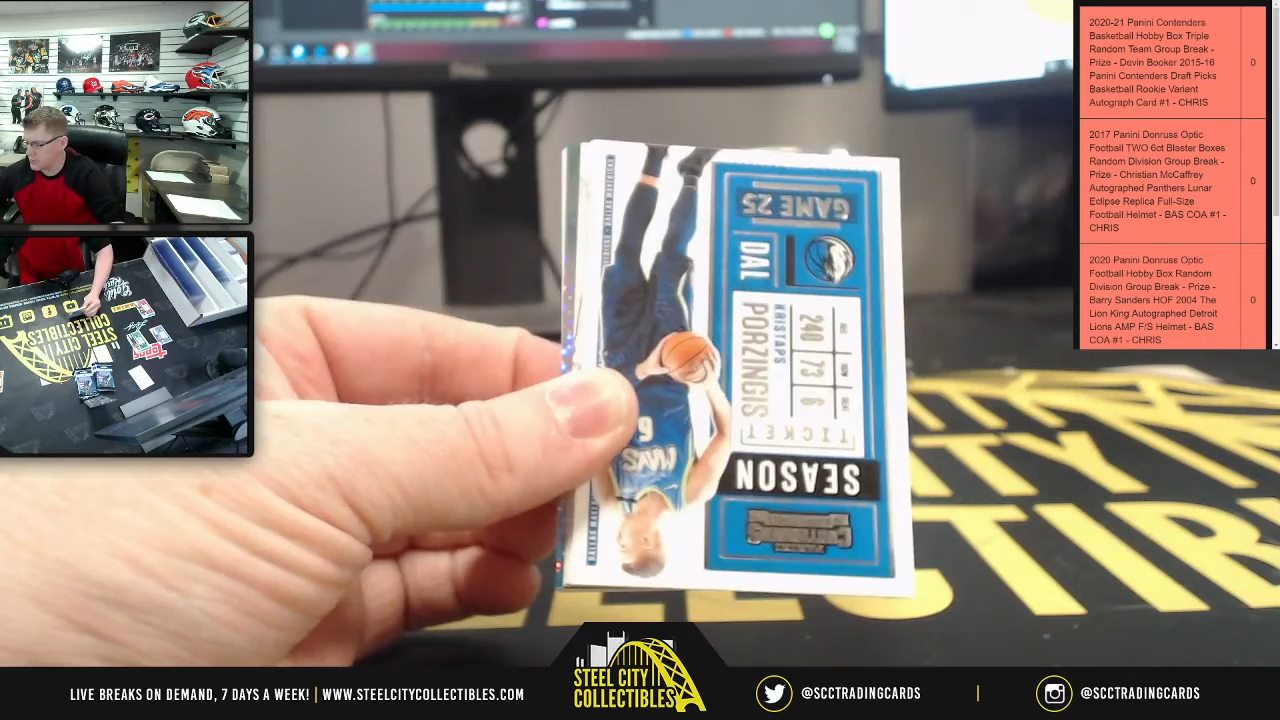 2020-21 Panini Contenders
Basketball Hobby Box Triple
Random Team Group Break -
Prize - Devin Booker 2015-16
Panini Contenders Draft Picks
Basketball Rookie Variant
Autograph Card #1 - CHRIS
0
2017 Panini Donruss Optic
Football TWO 6ct Blaster Boxes
Random Division Group Break -
Prize - Christian McCaffrey
Autographed Panthers Lunar
Eclipse Replica Full-Size
Football Helmet - BAS COA #1 -
CHRIS
0
2020 Panini Donruss Optic
Football Hobby Box Random
Division Group Break - Prize -
Barry Sanders HOF 2004 The
Lion King Autographed Detroit
Lions AMP F/S Helmet - BAS
COA #1 - CHRIS
0
GAME 25
DAL
KRISTAPS
PORZINGIS
240 73 6
TICKET
SEASON
6
MAVS
STEEL CITY
COLLECTIBLES
LIVE BREAKS ON DEMAND, 7 DAYS A WEEK! | WWW.STEELCITYCOLLECTIBLES.COM
STEEL CITY
COLLECTIBLES
@SCCTRADINGCARDS | @SCCTRADINGCARDS